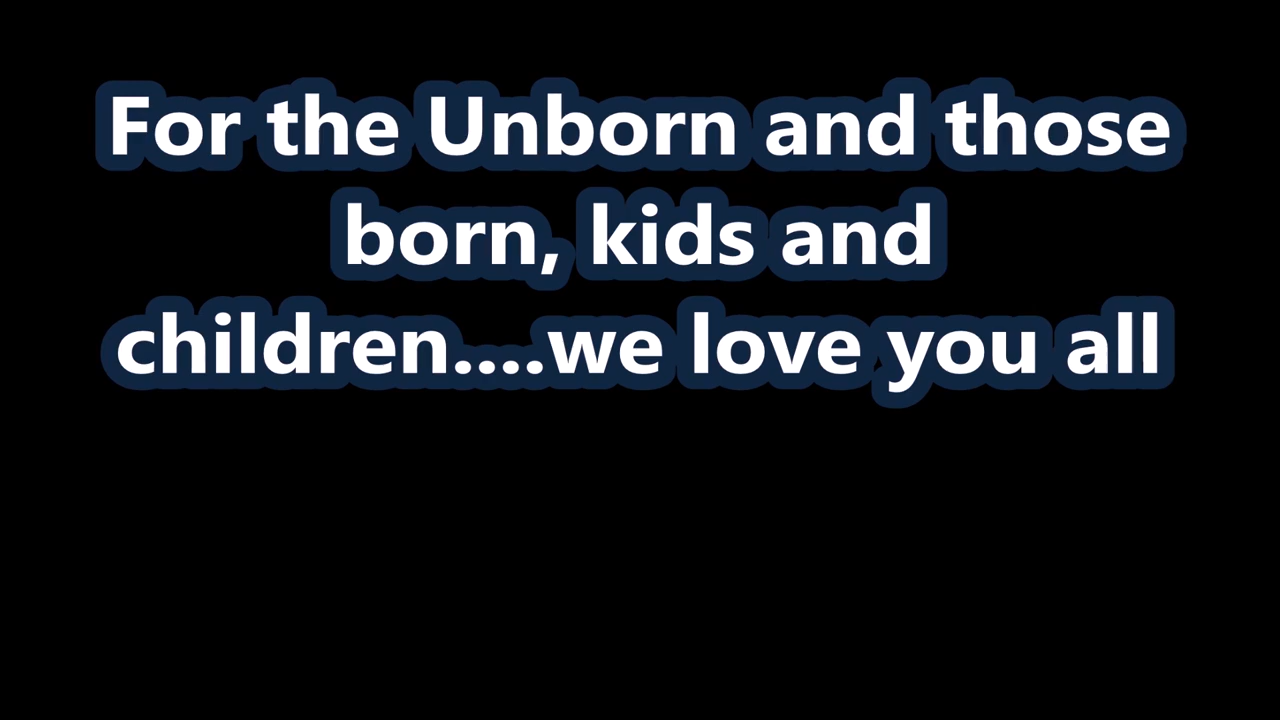 For the Unborn and those
born, kids and
children....we love you all